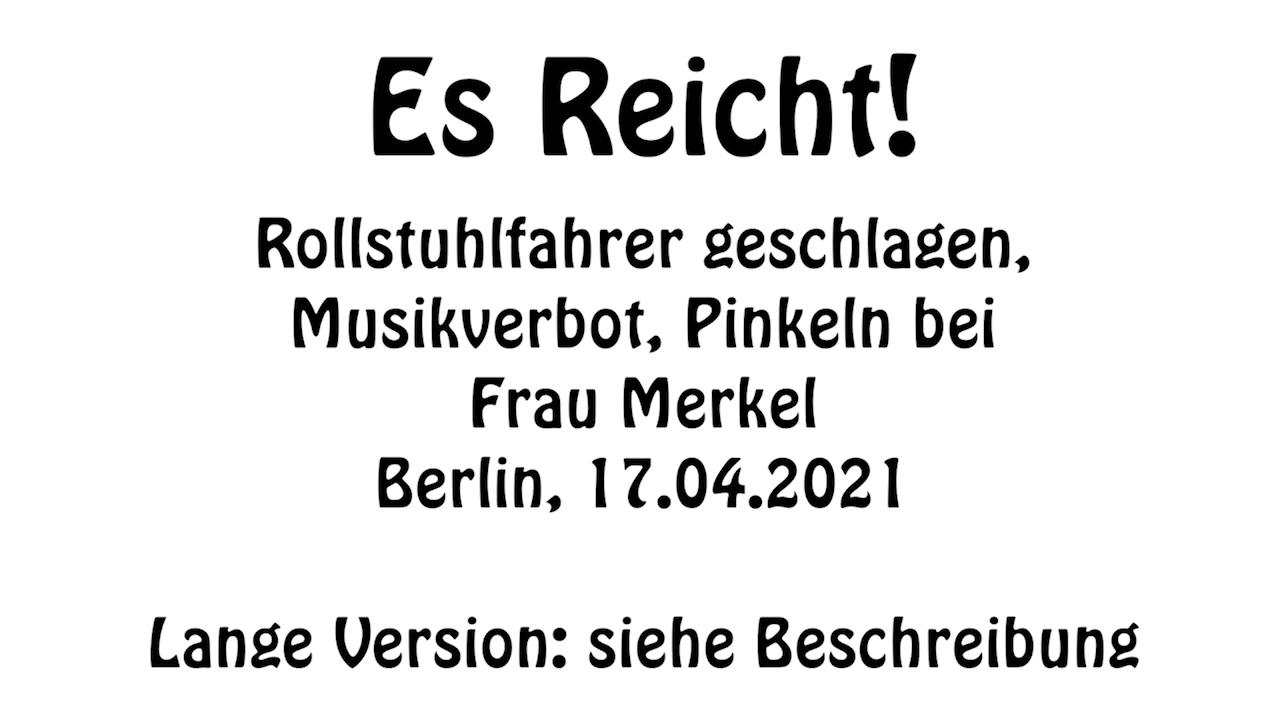 Es Reicht!
Rollstuhlfahrer geschlagen,
Musikverbot, Pinkeln bei
Frau Merkel
Berlin, 17.04.2021
Lange Version: siehe Beschreibung